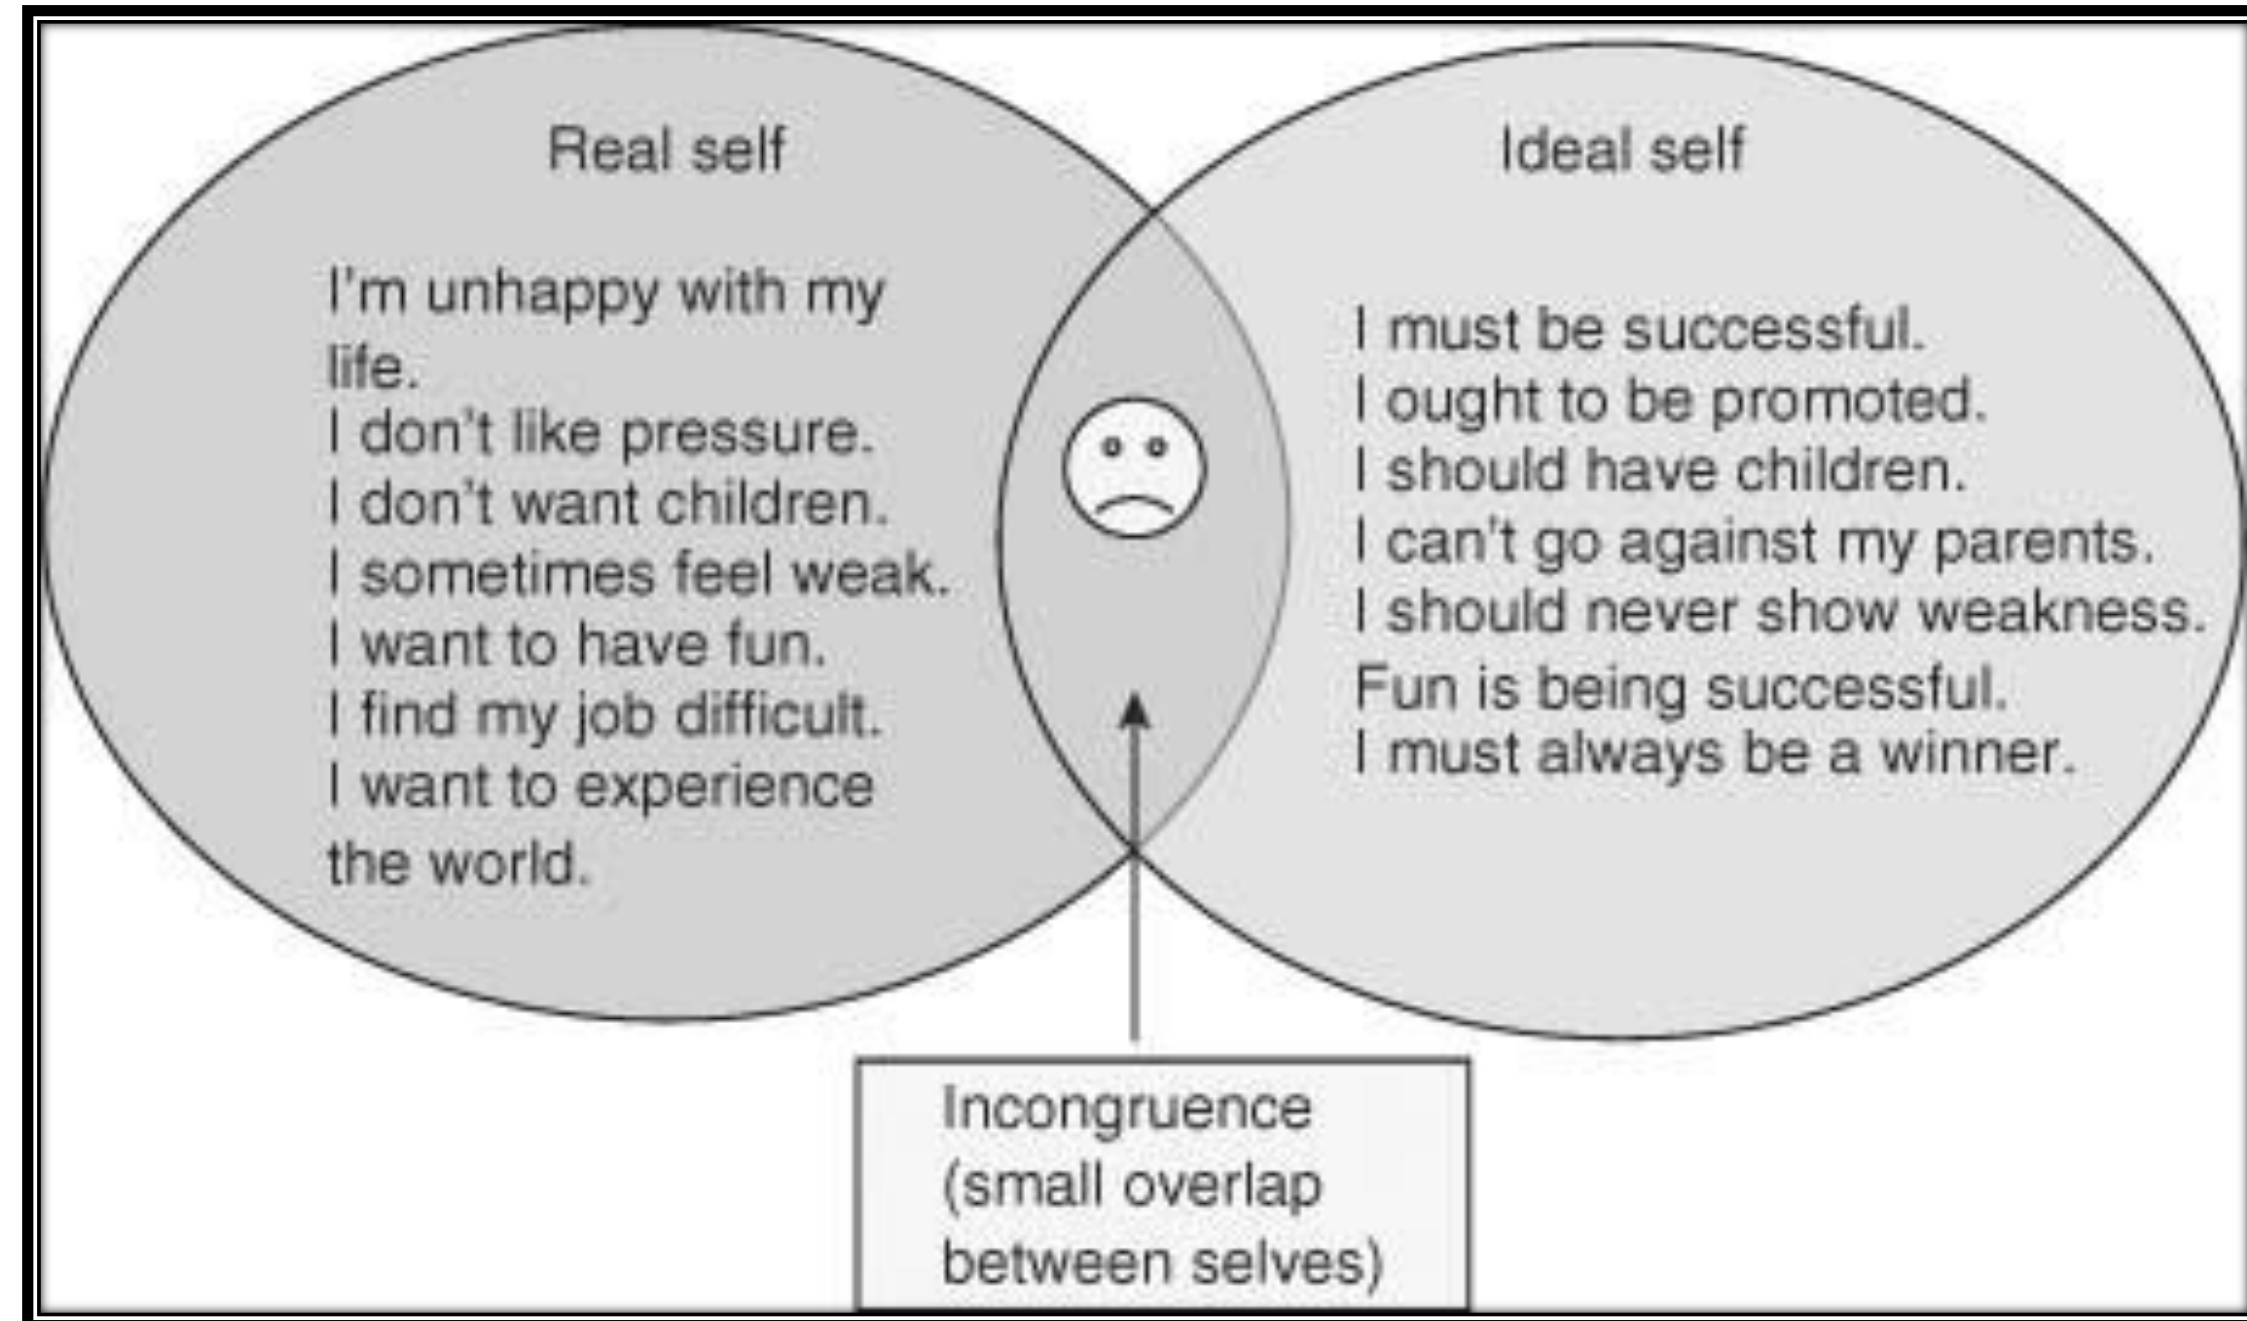 Real self
I'm unhappy with my
life.
I don't like pressure.
I don't want children.
I sometimes feel weak.
I want to have fun.
I find my job difficult.
I want to experience
the world.
Ideal self
I must be successful.
I ought to be promoted.
I should have children.
I can't go against my parents.
I should never show weakness.
Fun is being successful.
I must always be a winner.
Incongruence
(small overlap
between selves)